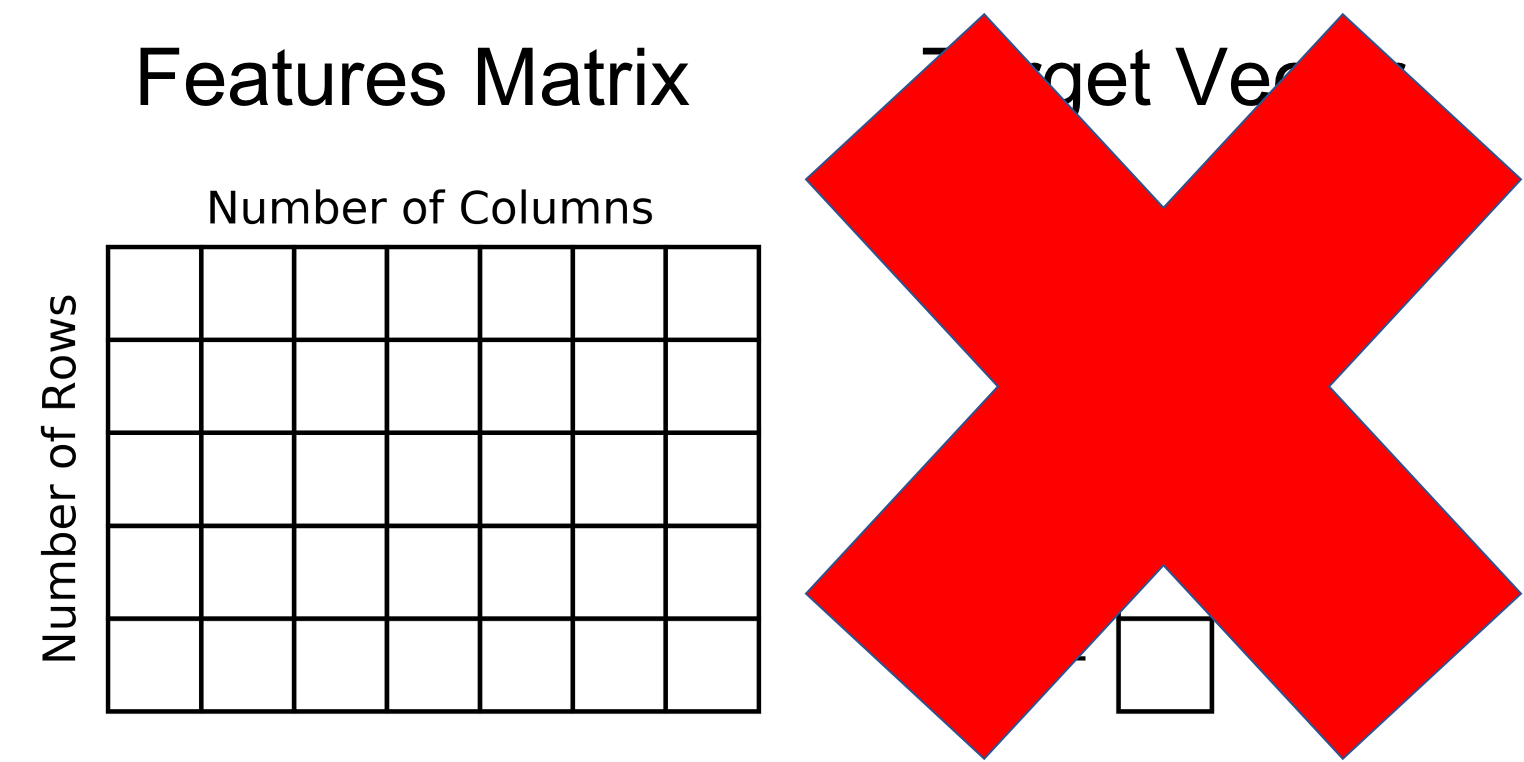 Features Matrix
Number of Columns
Number of Rows